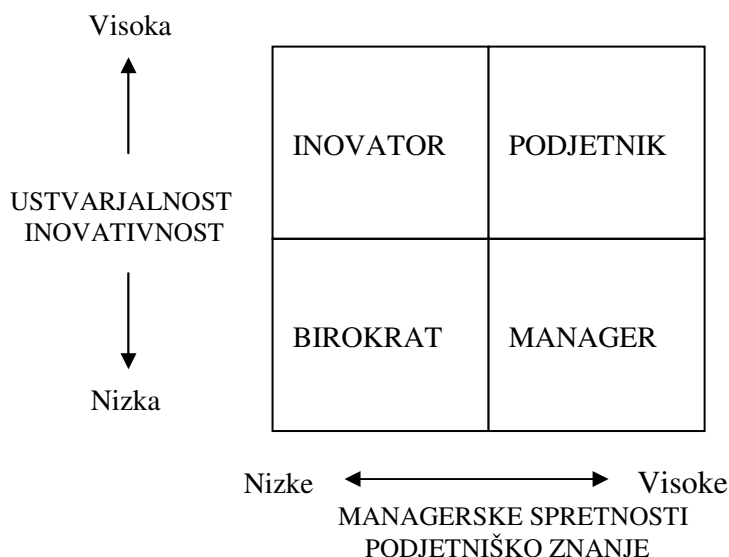 Visoka
INOVATOR PODJETNIK
USTVARJALNOST
INOVATIVNOST
BIROKRAT MANAGER
Nizka
Nizke Visoke
MANAGERSKE SPRETNOSTI
PODJETNIŠKO ZNANJE